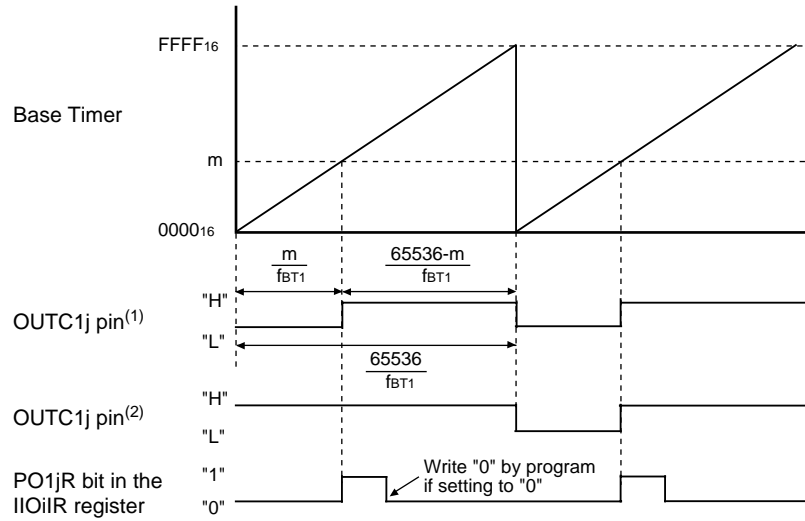 FFFF16
Base Timer
m
000016
m
fBT1
65536-m
fBT1
"H"
OUTC1j pin(1)
"L"
65536
fBT1
"H"
OUTC1j pin(2)
"L"
PO1jR bit in the
IIOiIR register
"1"
"0"
Write "0" by program
if setting to "0"